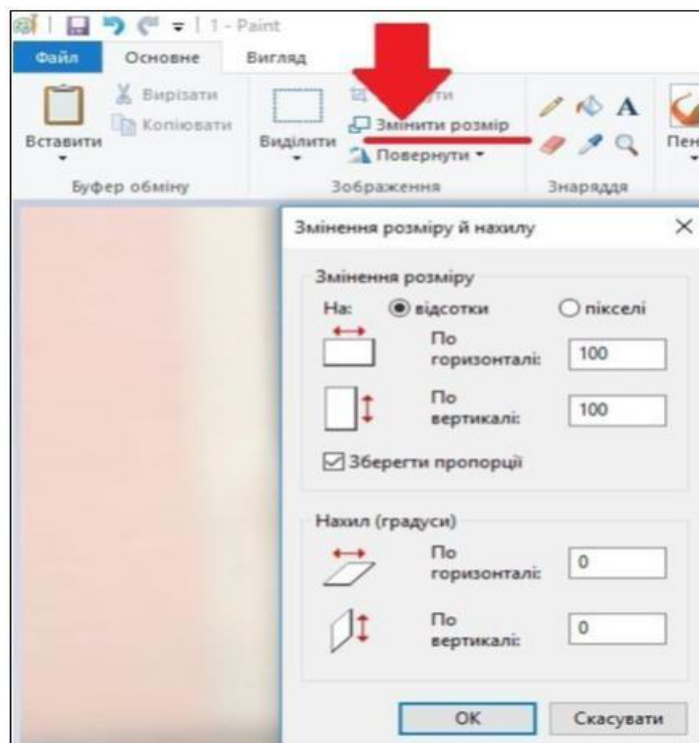 1 - Paint
Файл Основне Вигляд
Вставити
Вирізати
Копіювати
Буфер обміну
Виділити
Змінити розмір
Повернути
Зображення
A
Знаряддя
Змінення розміру й нахилу
Змінення розміру
На: відсотки пікселі
По
горизонталі: 100
По
вертикалі: 100
Зберегти пропорції
Нахил (градуси)
По
горизонталі: 0
По
вертикалі: 0
OK Скасувати